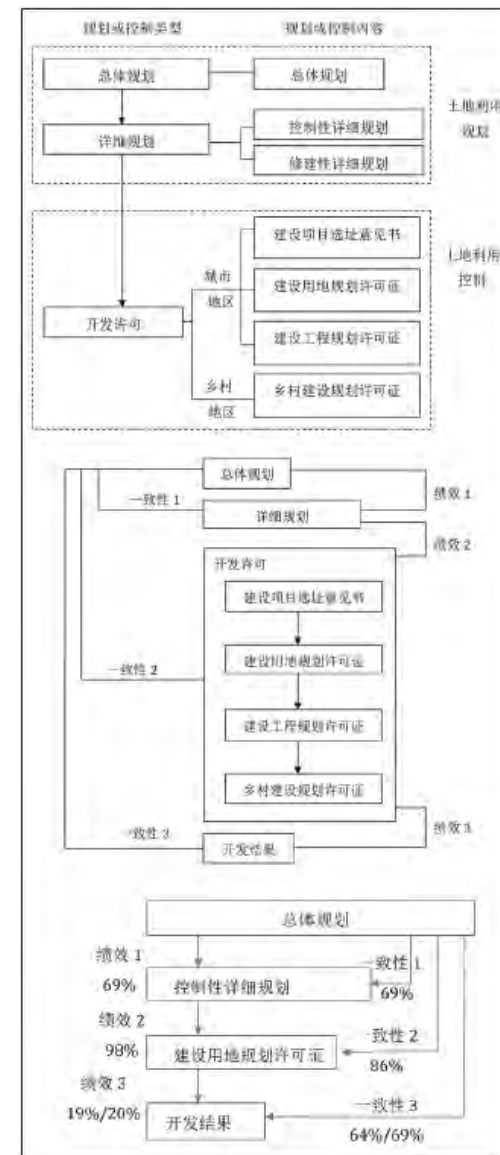 规划或控制类型 规划或控制内容
总体规划 总体规划
土地利用
规划
详细规划
控制性详细规划
修建性详细规划
建设项目选址意见书
土地利用
控制
城市
地区
建设用地规划许可证
开发许可
建设工程规划许可证
乡村
地区
乡村建设规划许可证
总体规划
绩效 1
一致性 1
详细规划
绩效 2
开发许可
建设项目选址意见书
建设用地规划许可证
一致性 2
建设工程规划许可证
乡村建设规划许可证
一致性 3
绩效 3
开发结果
总体规划
绩效 1
69%
控制性详细规划
一致性 1
69%
绩效 2
98%
建设用地规划许可证
一致性 2
86%
绩效 3
19%/20%
开发结果
一致性 3
64%/69%